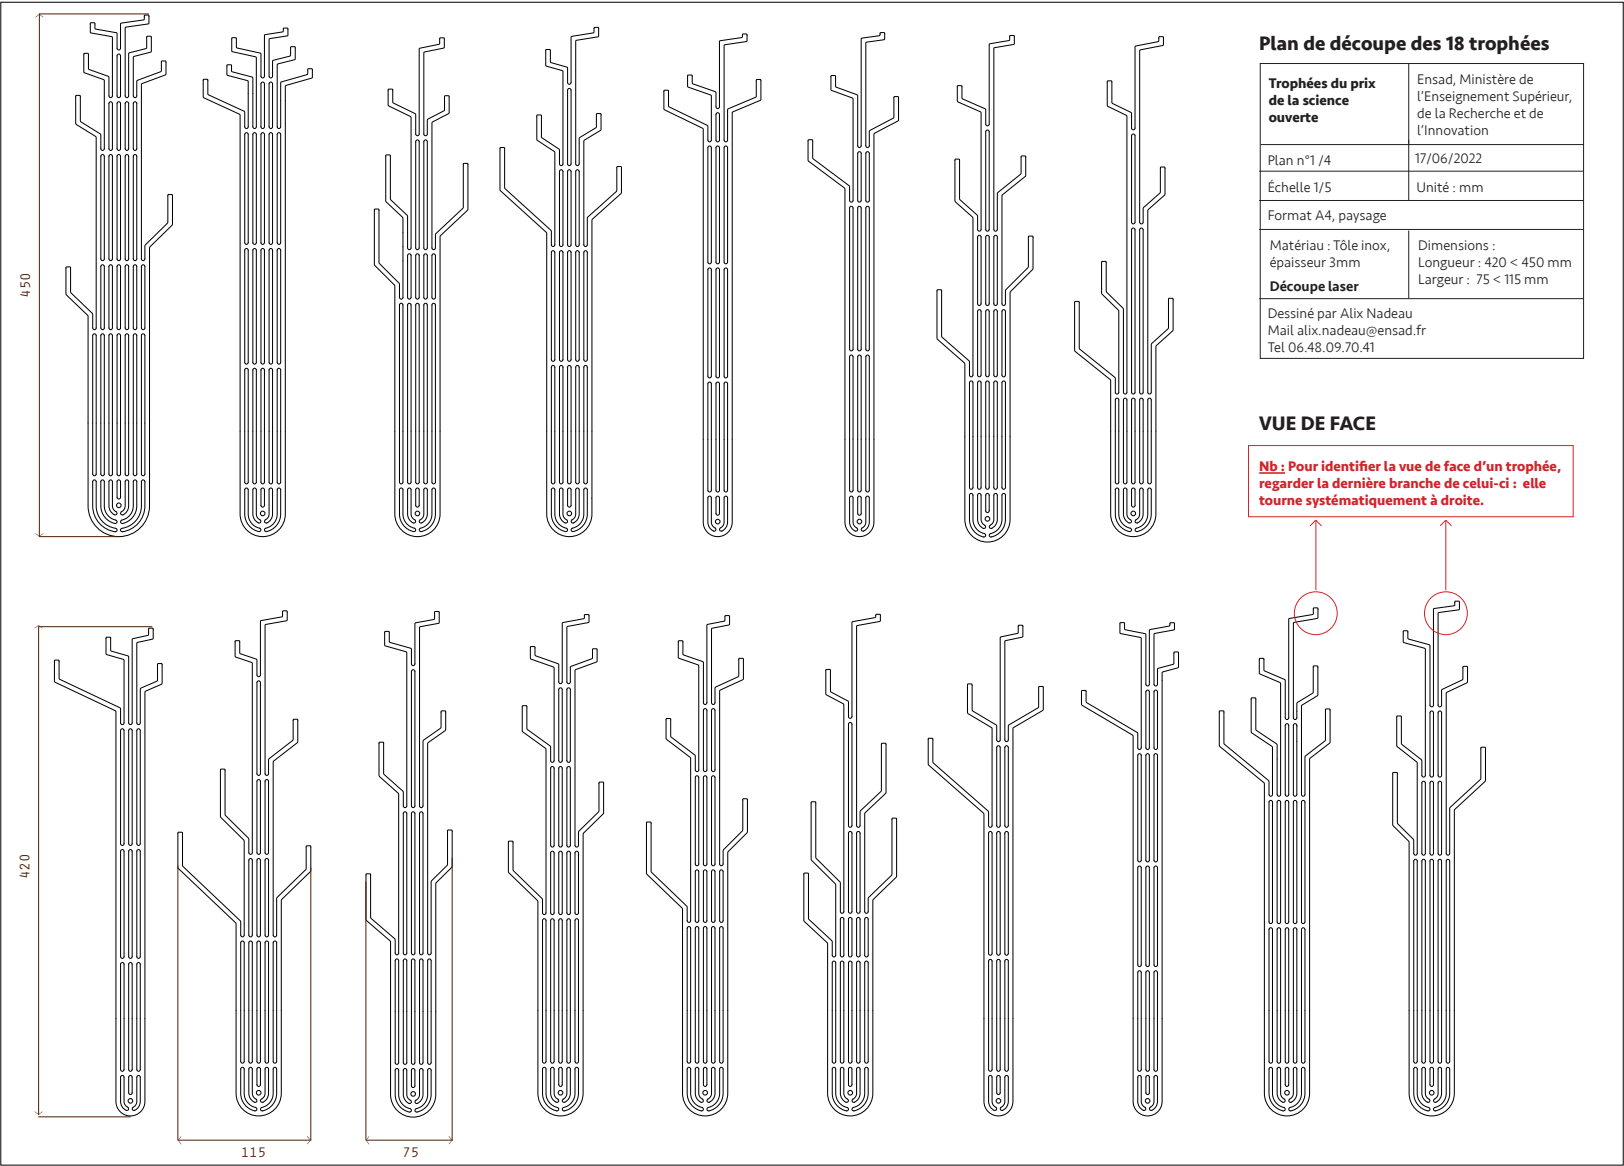 Plan de découpe des 18 trophées
Trophées du prix
de la science
ouverte
Ensad, Ministère de
l'Enseignement Supérieur,
de la Recherche et de
l'Innovation
Plan n°1 /4
17/06/2022
Échelle 1/5
Unité : mm
Format A4, paysage
Matériau : Tôle inox,
épaisseur 3mm
Découpe laser
Dimensions :
Longueur : 420 < 450 mm
Largeur : 75 < 115 mm
Dessiné par Alix Nadeau
Mail alix.nadeau@ensad.fr
Tel 06.48.09.70.41
VUE DE FACE
Nb : Pour identifier la vue de face d'un trophée,
regarder la dernière branche de celui-ci : elle
tourne systématiquement à droite.
450
420
115
75